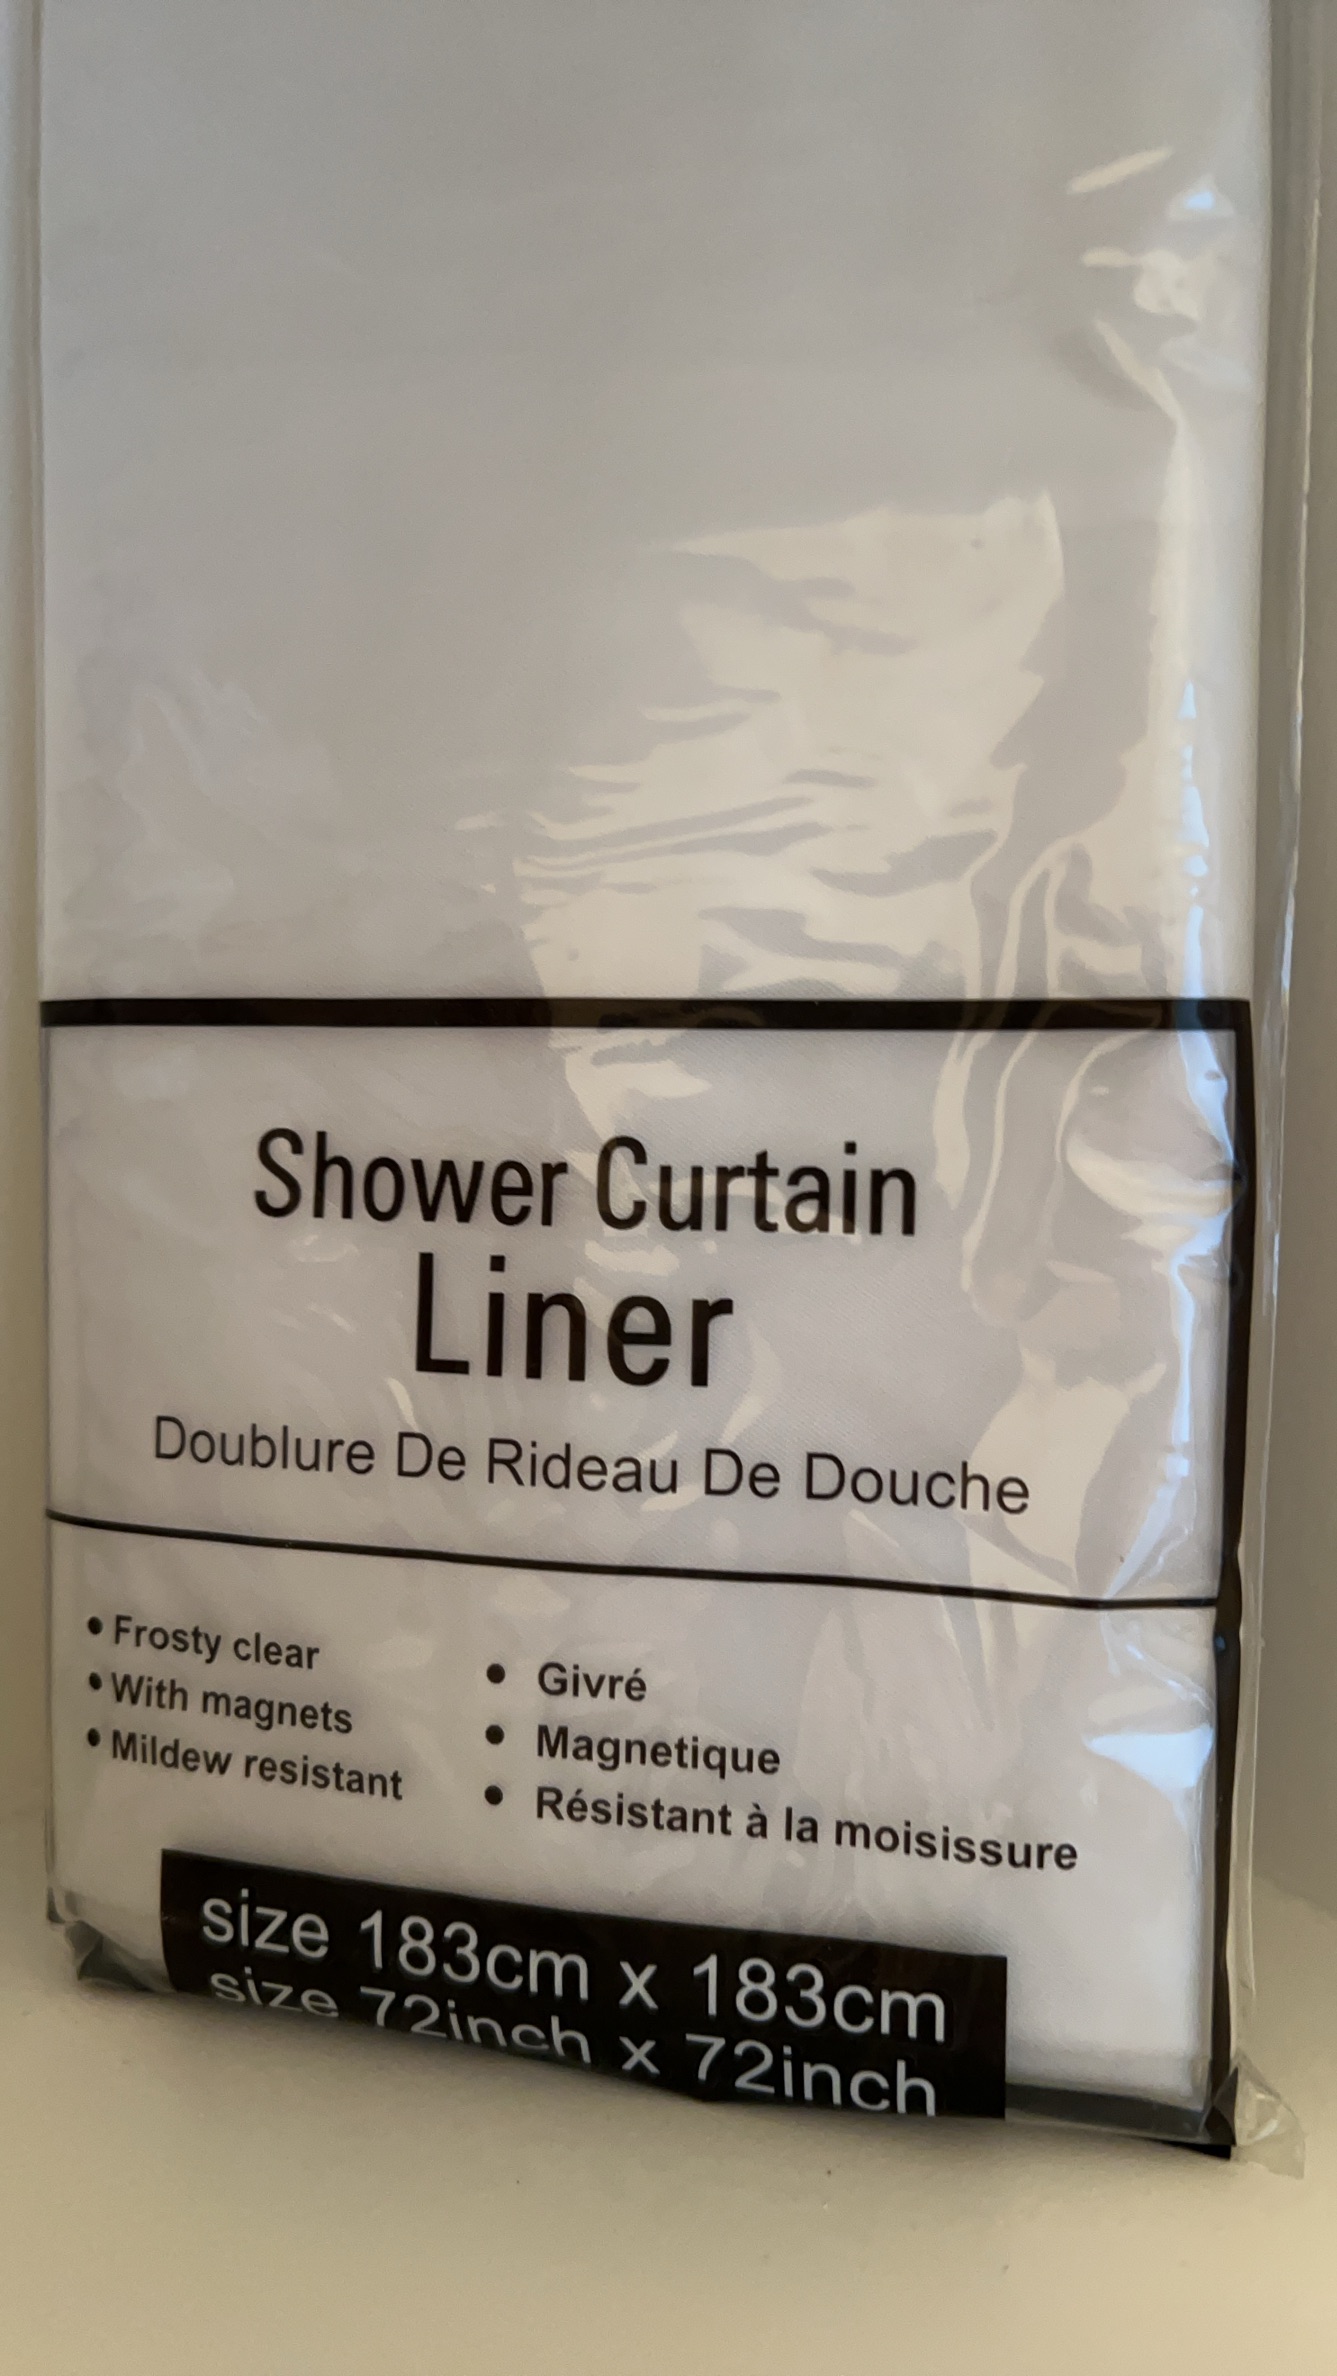 Shower Curtain
Liner
Doublure De Rideau De Douche
• Frosty clear
• With magnets
• Mildew resistant
• Givré
• Magnetique
• Résistant à la moisissure
size 183cm x 183cm
size 72inch x 72inch